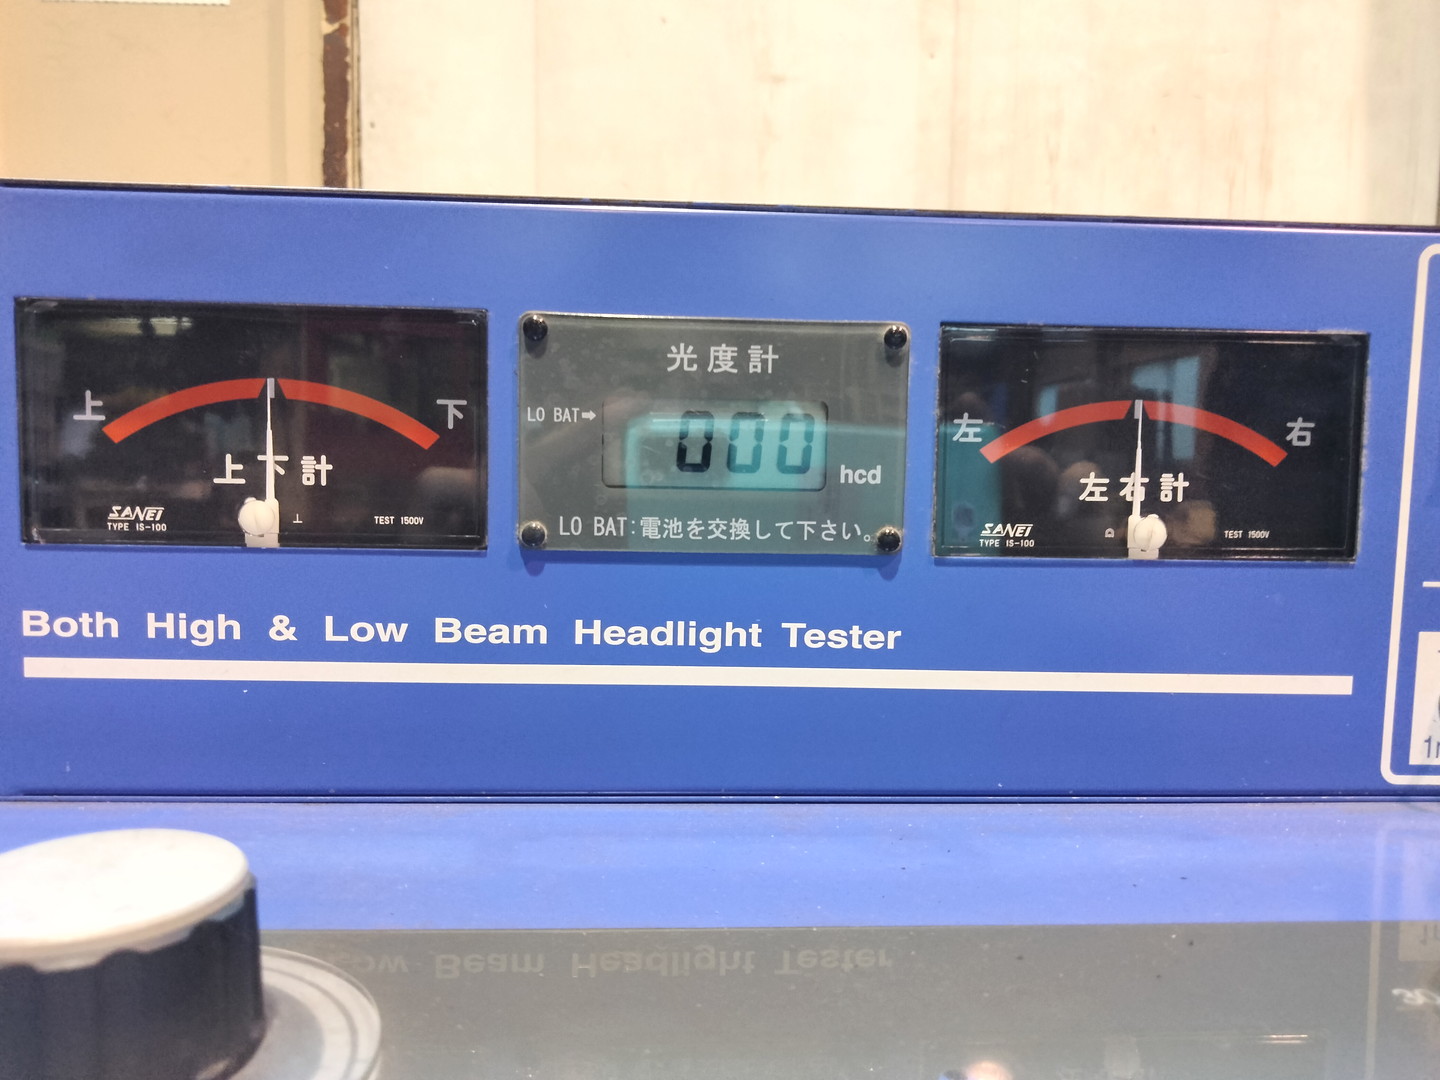 上
下
上下計
SANEI
TYPE IS-100
⊥
TEST 1500V
光度計
LO BAT➡
000
hcd
LO BAT:電池を交換して下さい。
左
右
左右計
SANEI
TYPE IS-100
TEST 1500V
Both High & Low Beam Headlight Tester